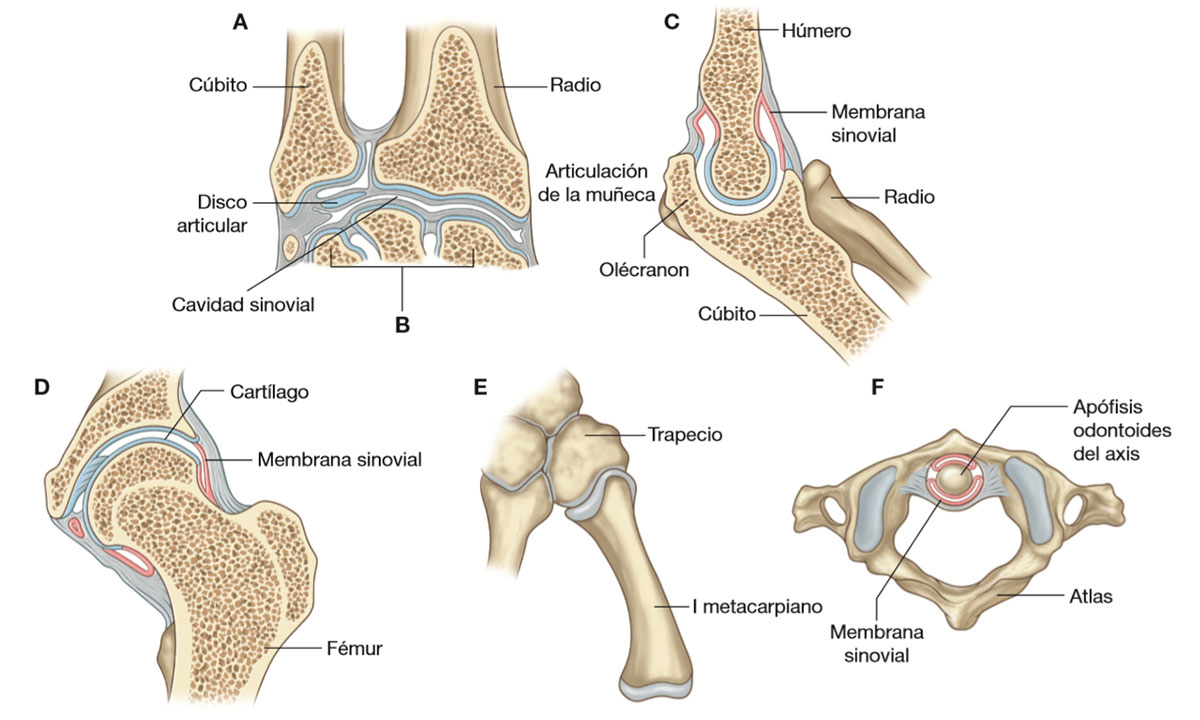 A
Cúbito
Radio
Disco
articular
Cavidad sinovial
B
C
Húmero
Membrana
sinovial
Articulación
de la muñeca
Radio
Olécranon
Cúbito
D
Cartílago
Membrana sinovial
Fémur
E
Trapecio
I metacarpiano
F
Apófisis
odontoides
del axis
Atlas
Membrana
sinovial